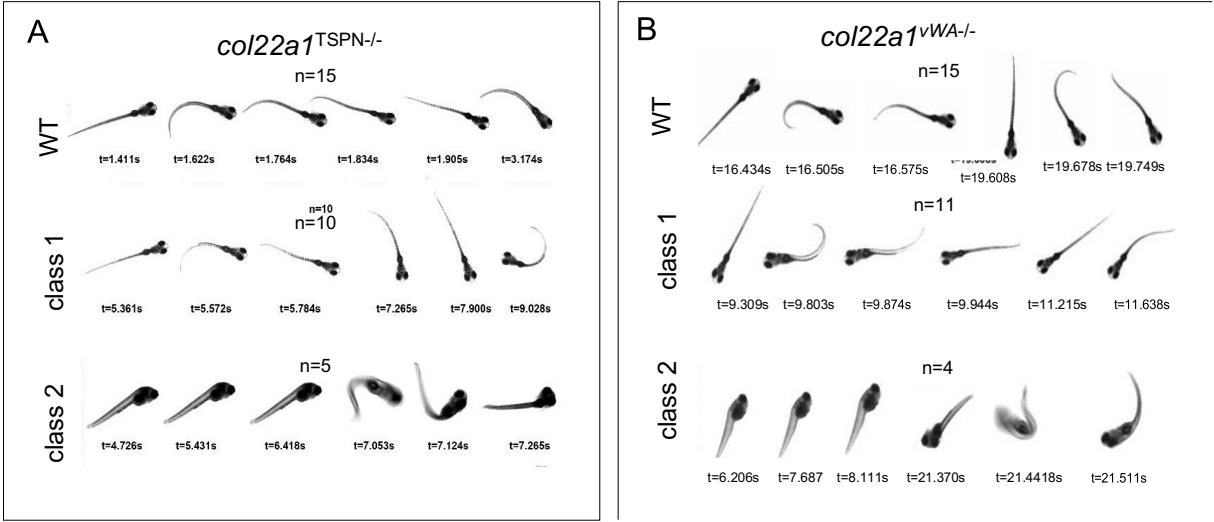 A
col22a1TSPN-/-
n=15
WT
t=1.411s t=1.622s t=1.764s t=1.834s t=1.905s t=3.174s
n=10
n=10
class 1
t=5.361s t=5.572s t=5.784s t=7.265s t=7.900s t=9.028s
n=5
class 2
t=4.726s t=5.431s t=6.418s t=7.053s t=7.124s t=7.265s
B
col22a1vWA-/-
n=15
WT
t=16.434s t=16.505s t=16.575s t=19.608s t=19.678s t=19.749s
n=11
class 1
t=9.309s t=9.803s t=9.874s t=9.944s t=11.215s t=11.638s
n=4
class 2
t=6.206s t=7.687 t=8.111s t=21.370s t=21.4418s t=21.511s